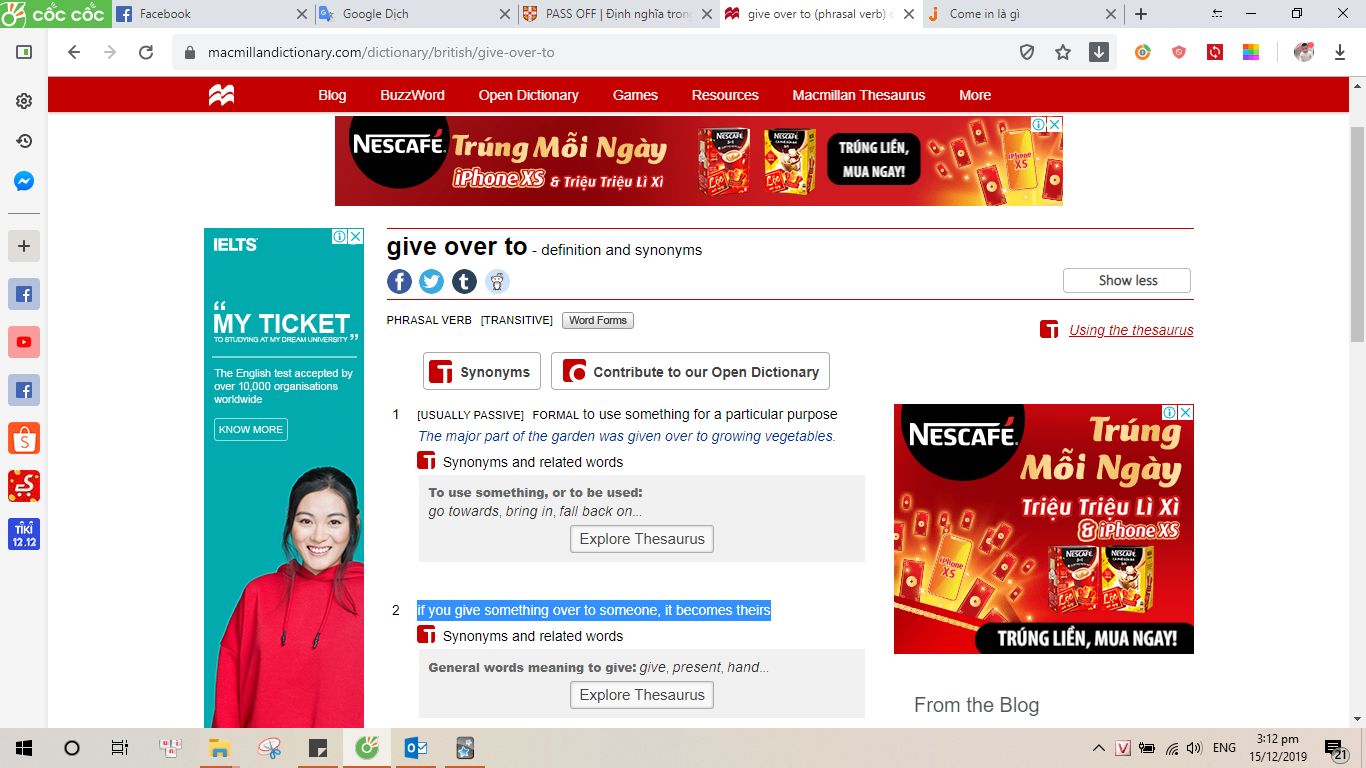 cốc cốc
Facebook
Google Dịch
PASS OFF | Định nghĩa tron
give over to (phrasal verb)
Come in là gì
macmillandictionary.com/dictionary/british/give-over-to
Blog BuzzWord Open Dictionary Games Resources Macmillan Thesaurus More
NESCAFÉ
Trúng Mỗi Ngày
iPhone XS & Triệu Triệu Lì Xì
TRÚNG LIỀN,
MUA NGAY!
iPhone
XS
IELTS
“
MY TICKET
TO STUDYING AT MY DREAM UNIVERSITY ”
The English test accepted by
over 10,000 organisations
worldwide
KNOW MORE
give over to - definition and synonyms
Show less
PHRASAL VERB [TRANSITIVE] Word Forms
Using the thesaurus
Synonyms
Contribute to our Open Dictionary
1 [USUALLY PASSIVE] FORMAL to use something for a particular purpose
The major part of the garden was given over to growing vegetables.
Synonyms and related words
To use something, or to be used:
go towards, bring in, fall back on...
Explore Thesaurus
2 if you give something over to someone, it becomes theirs
Synonyms and related words
General words meaning to give: give, present, hand...
Explore Thesaurus
NESCAFÉ
Trúng
Mỗi Ngày
Triệu Triệu Lì Xì
& iPhone XS
iPhone
XS
TRÚNG LIỀN, MUA NGAY!
From the Blog
TIKI
12.12
ENG
3:12 pm
15/12/2019
21